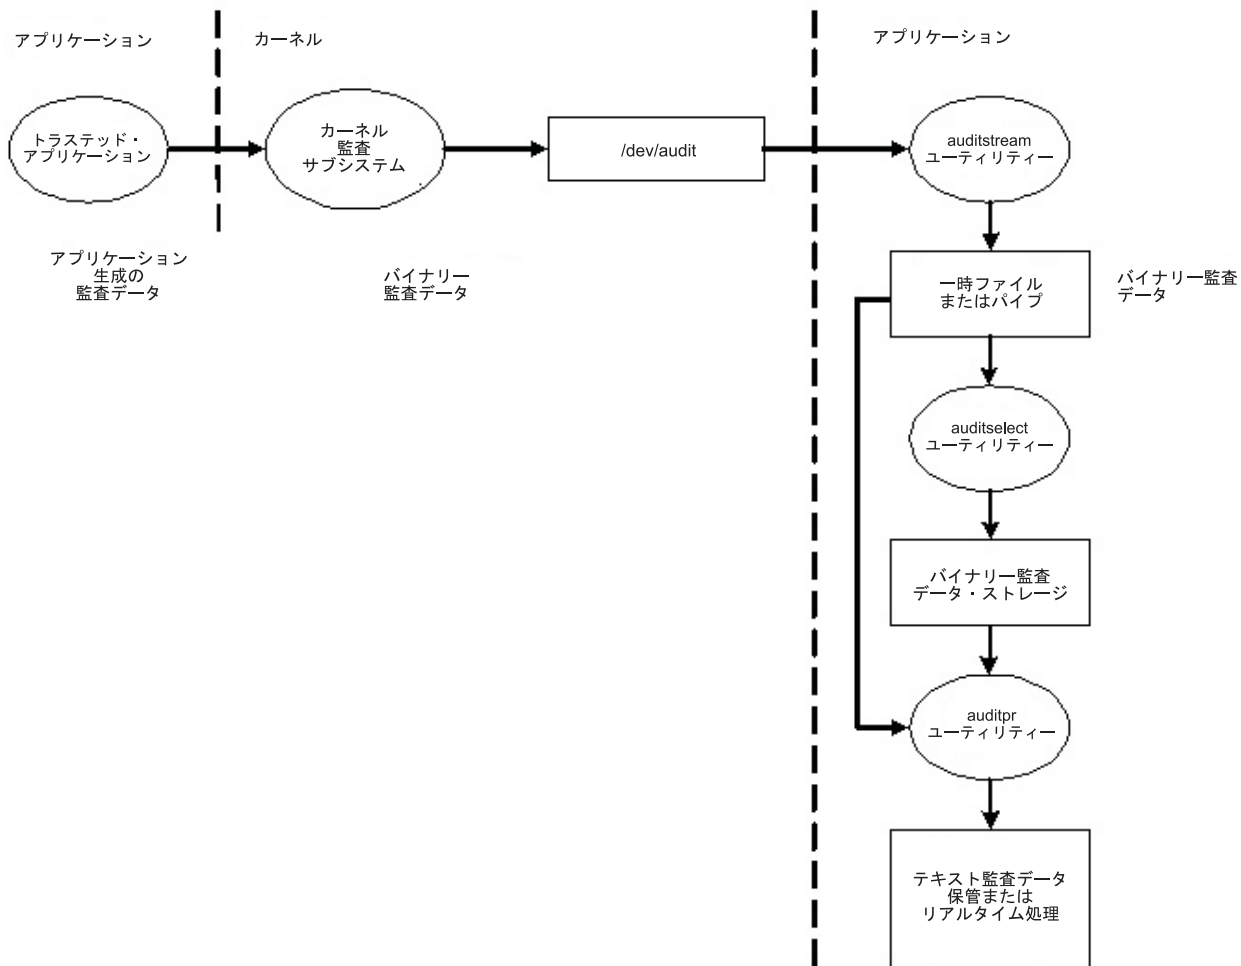 アプリケーション
カーネル
アプリケーション
トラステッド・
アプリケーション
カーネル
監査
サブシステム
/dev/audit
auditstream
ユーティリティー
アプリケーション
生成の
監査データ
バイナリー
監査データ
一時ファイル
またはパイプ
バイナリー監査
データ
auditselect
ユーティリティー
バイナリー監査
データ・ストレージ
auditpr
ユーティリティー
テキスト監査データ
保管または
リアルタイム処理